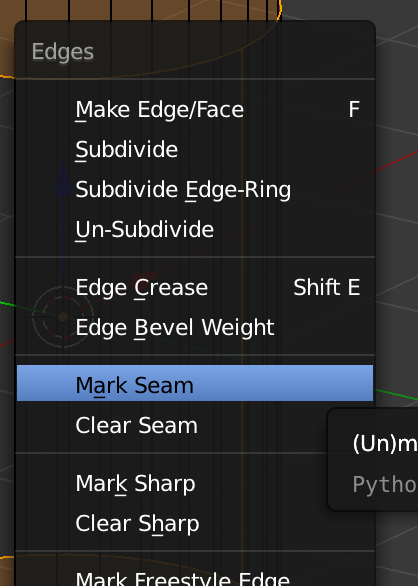 Edges
Make Edge/Face F
Subdivide
Subdivide Edge-Ring
Un-Subdivide
Edge Crease Shift E
Edge Bevel Weight
Mark Seam
Clear Seam
(Un)m
Pytho
Mark Sharp
Clear Sharp
Mark Freestyle Edge